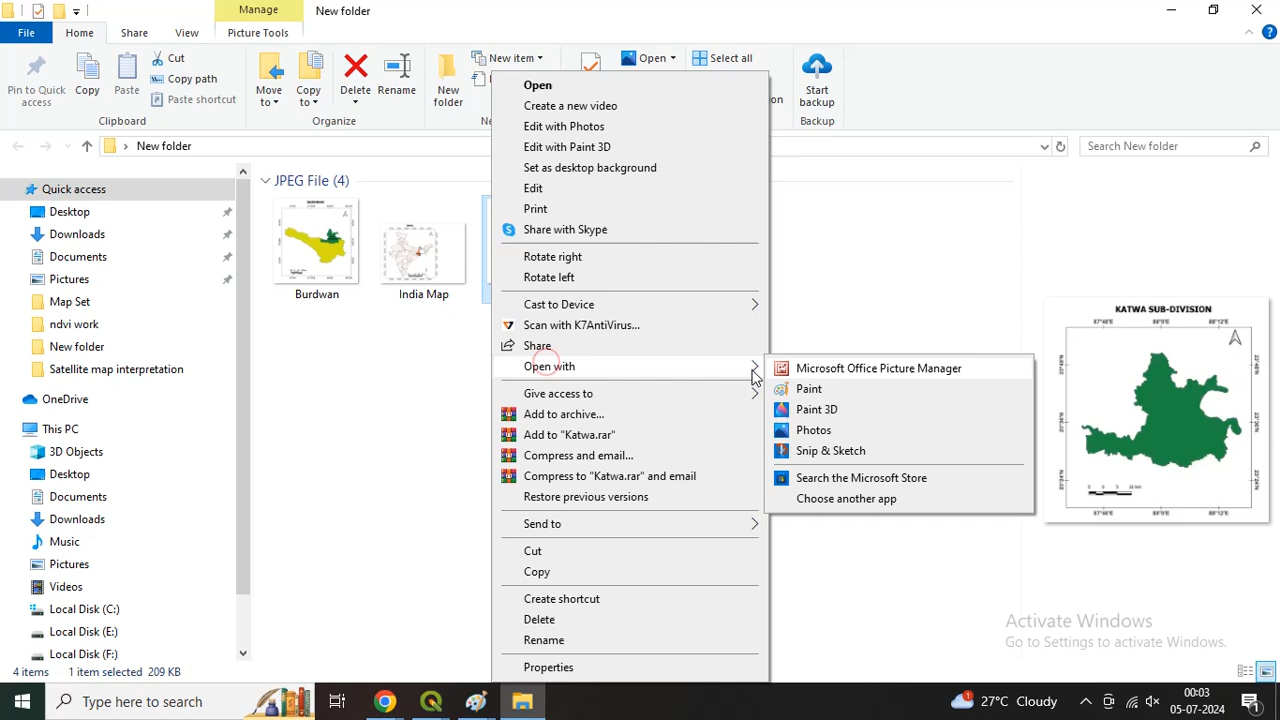 Manage
New folder
File
Home
Share
View
Picture Tools
Pin to Quick access
Copy
Paste
Cut
Copy path
Paste shortcut
Clipboard
Move to
Copy to
Delete
Rename
Organize
New folder
New item
Open
Select all
Start backup
Backup
New folder
Search New folder
Quick access
Desktop
Downloads
Documents
Pictures
Map Set
ndvi work
New folder
Satellite map interpretation
OneDrive
This PC
3D Objects
Desktop
Documents
Downloads
Music
Pictures
Videos
Local Disk (C:)
Local Disk (E:)
Local Disk (F:)
JPEG File (4)
Burdwan
India Map
Open
Create a new video
Edit with Photos
Edit with Paint 3D
Set as desktop background
Edit
Print
Share with Skype
Rotate right
Rotate left
Cast to Device
Scan with K7AntiVirus...
Share
Open with
Give access to
Add to archive...
Add to "Katwa.rar"
Compress and email...
Compress to "Katwa.rar" and email
Restore previous versions
Send to
Cut
Copy
Create shortcut
Delete
Rename
Properties
Microsoft Office Picture Manager
Paint
Paint 3D
Photos
Snip & Sketch
Search the Microsoft Store
Choose another app
KATWA SUB-DIVISION
Activate Windows
Go to Settings to activate Windows.
4 items
1 item selected 209 KB
Type here to search
27°C Cloudy
00:03
05-07-2024